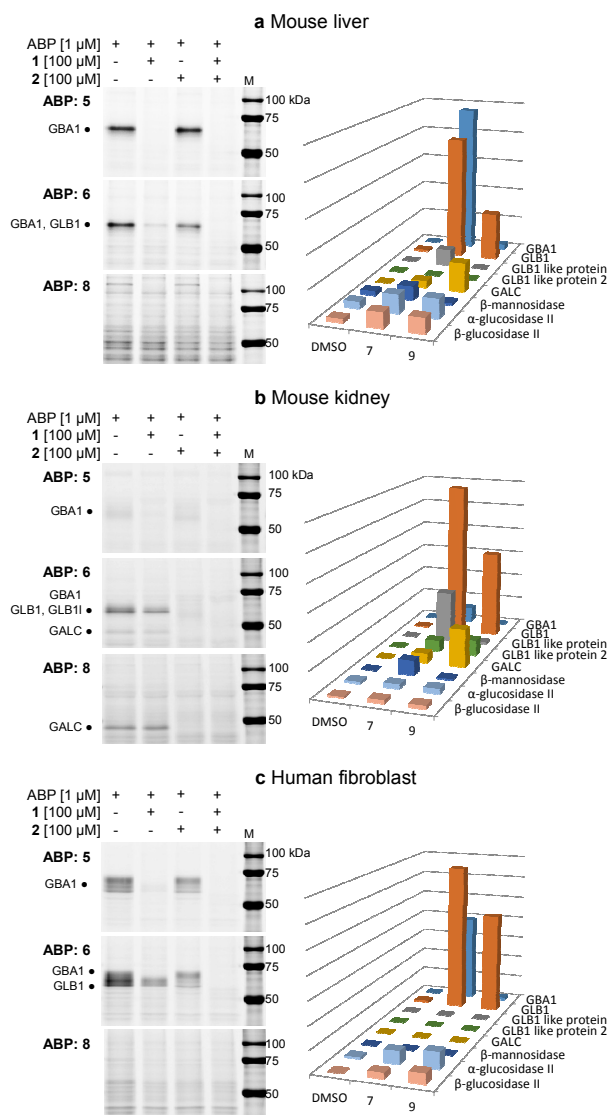 a Mouse liver
ABP [1 µM] + + + +
1 [100 µM] - + - +
2 [100 µM] - - + + M
ABP: 5
100 kDa
75
GBA1 •
50
ABP: 6
100
75
GBA1, GLB1 •
50
ABP: 8
100
75
50
GBA1
GLB1
GLB1 like protein
GLB1 like protein 2
GALC
β-mannosidase
α-glucosidase II
β-glucosidase II
DMSO 7 9
b Mouse kidney
ABP [1 µM] + + + +
1 [100 µM] - + - +
2 [100 µM] - - + + M
ABP: 5
100 kDa
75
GBA1 •
50
ABP: 6
100
75
GBA1
GLB1, GLB1l •
GALC •
50
ABP: 8
100
75
50
GALC •
GBA1
GLB1
GLB1 like protein
GLB1 like protein 2
GALC
β-mannosidase
α-glucosidase II
β-glucosidase II
DMSO 7 9
c Human fibroblast
ABP [1 µM] + + + +
1 [100 µM] - + - +
2 [100 µM] - - + + M
ABP: 5
100 kDa
75
GBA1 •
50
ABP: 6
100
GBA1 •
75
GLB1 •
50
ABP: 8
100
75
50
GBA1
GLB1
GLB1 like protein
GLB1 like protein 2
GALC
β-mannosidase
α-glucosidase II
β-glucosidase II
DMSO 7 9